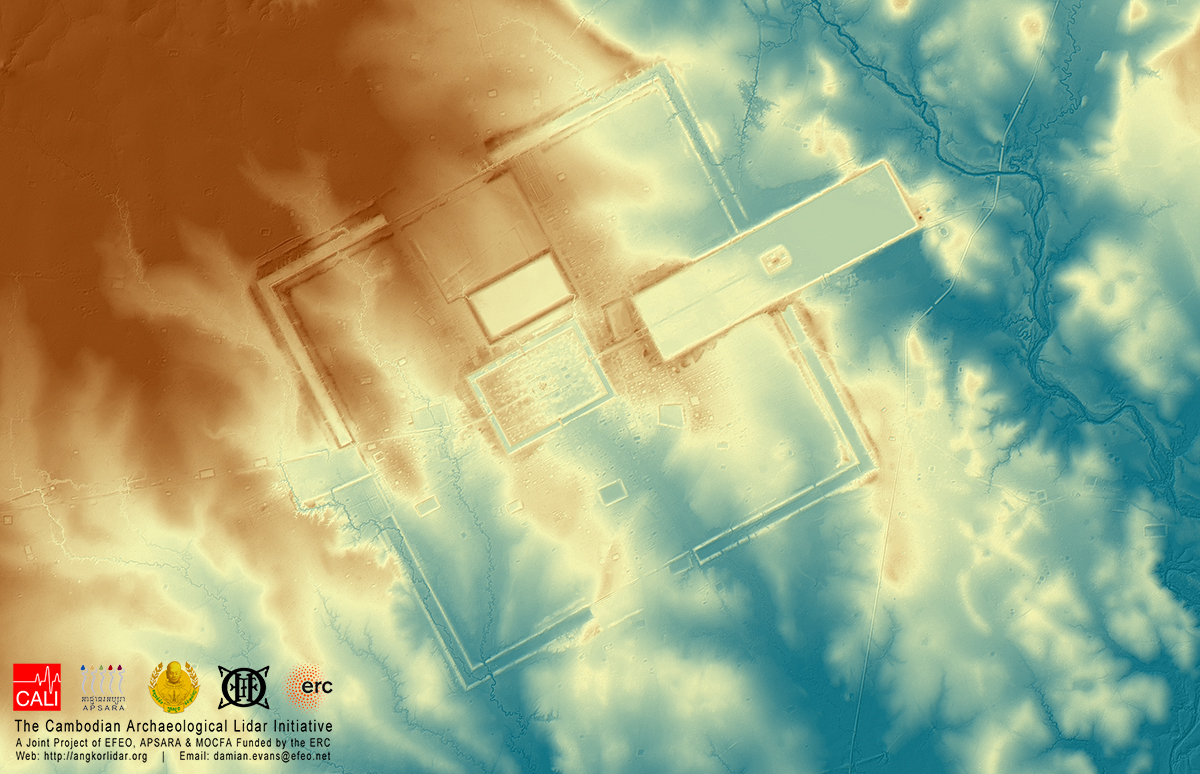 CALI
APSARA
erc
The Cambodian Archaeological Lidar Initiative
A Joint Project of EFEO, APSARA & MOCFA Funded by the ERC
Web: http://angkorlidar.org | Email: damian.evans@efeo.net